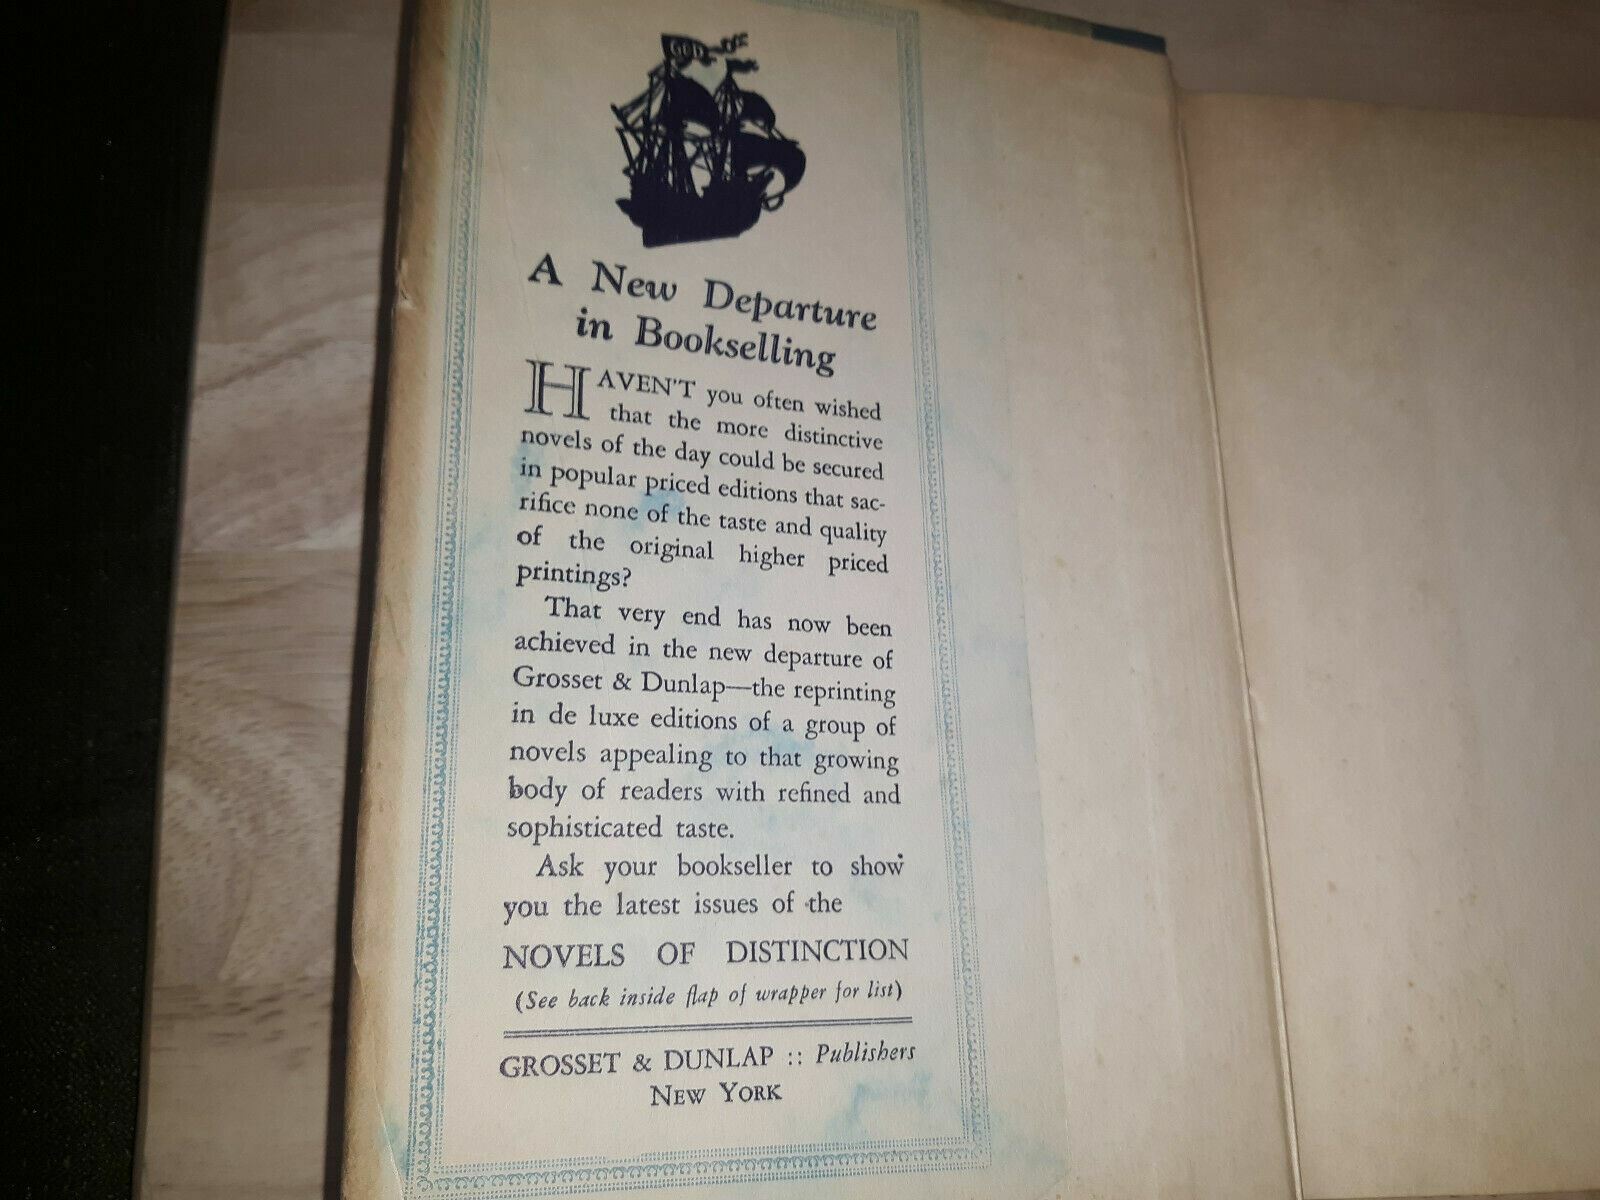 G&D
A New Departure
in Bookselling
HAVEN'T you often wished
that the more distinctive
novels of the day could be secured
in popular priced editions that sac-
rifice none of the taste and quality
of the original higher priced
printings?
That very end has now been
achieved in the new departure of
Grosset & Dunlap—the reprinting
in de luxe editions of a group of
novels appealing to that growing
body of readers with refined and
sophisticated taste.
Ask your bookseller to show
you the latest issues of the
NOVELS OF DISTINCTION
(See back inside flap of wrapper for list)
GROSSET & DUNLAP :: Publishers
NEW YORK